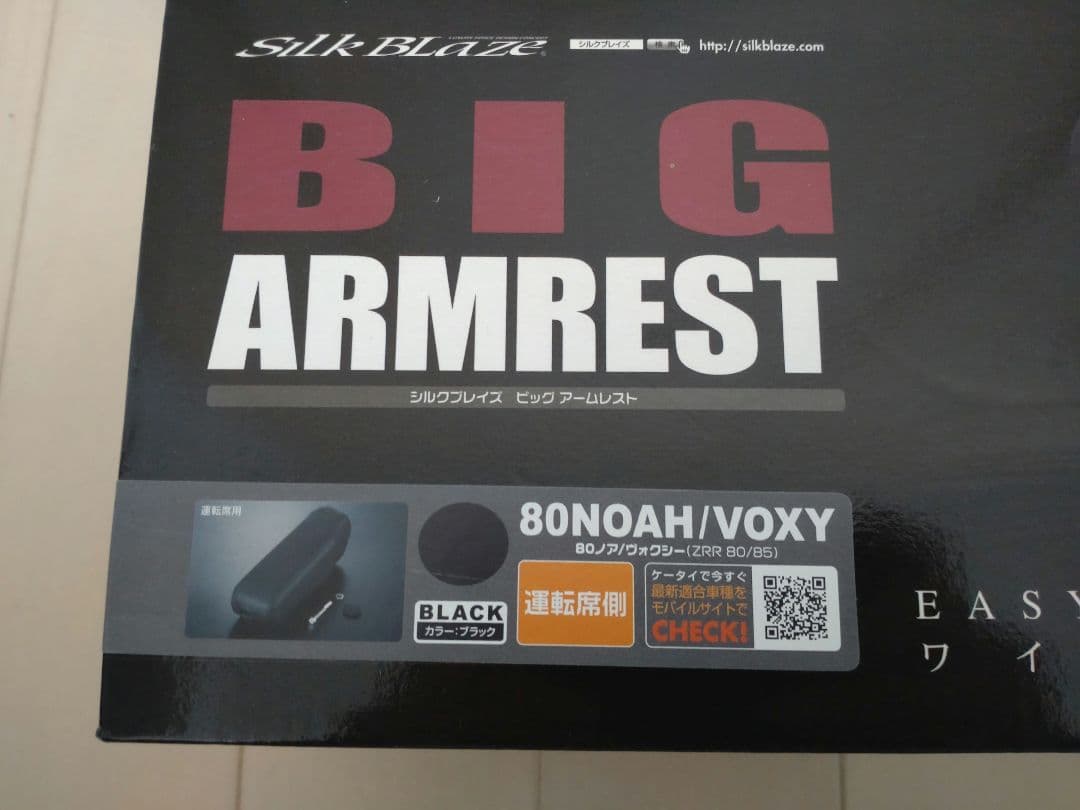 SilkBLaze
シルクブレイズ 検索 http://silkblaze.com
BIG
ARMREST
シルクブレイズ ビッグ アームレスト
運転席用
80NOAH/VOXY
80ノア/ヴォクシー(ZRR 80/85)
BLACK
カラー:ブラック
運転席側
ケータイで今すぐ
最新適合車種を
モバイルサイトで
CHECK!
EASY
ワイ